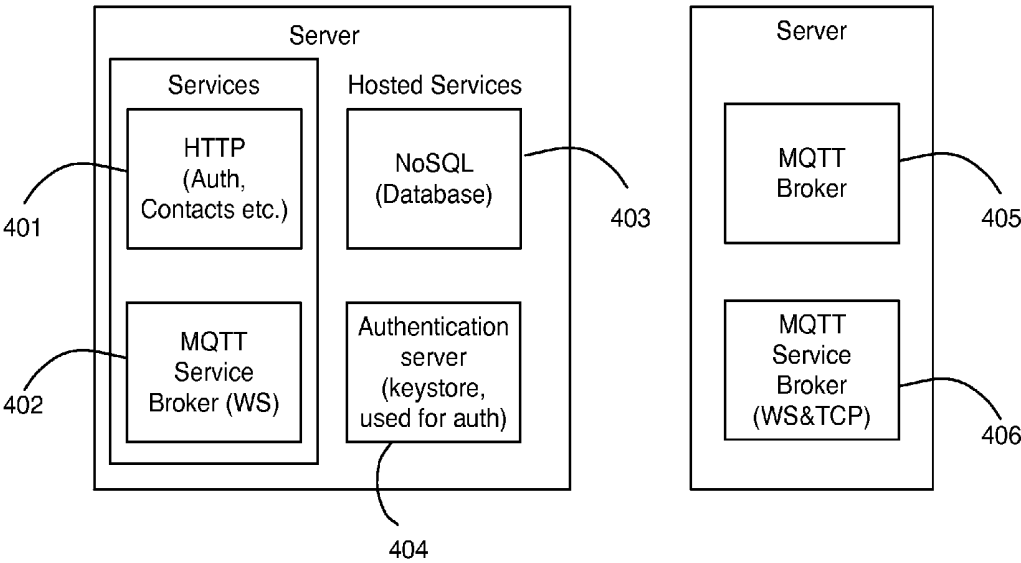 Server
Services
HTTP
(Auth,
Contacts etc.)
401
MQTT
Service
Broker (WS)
402
Hosted Services
NoSQL
(Database)
403
Authentication
server
(keystore,
used for auth)
404
Server
MQTT
Broker
405
MQTT
Service
Broker
(WS&TCP)
406